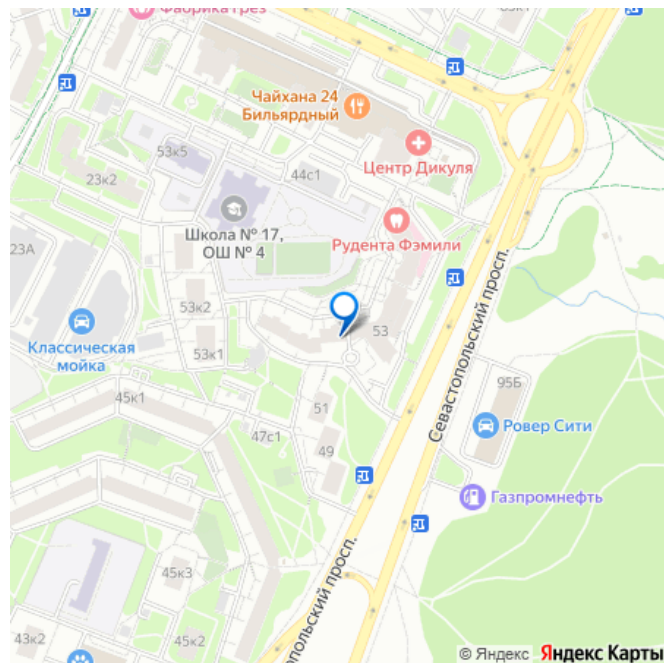 Фабрика Грёз
Чайхана 24
Бильярдный
53к5
Центр Дикуля
23к2
44с1
Школа № 17,
ОШ № 4
Рудента Фэмили
23А
53к2
53
Классическая
мойка
53к1
Севастопольский просп.
95Б
45к1
51
Ровер Сити
47с1
49
Газпромнефть
45к3
опольский просп.
43к2
45к2
© Яндекс Яндекс Карты